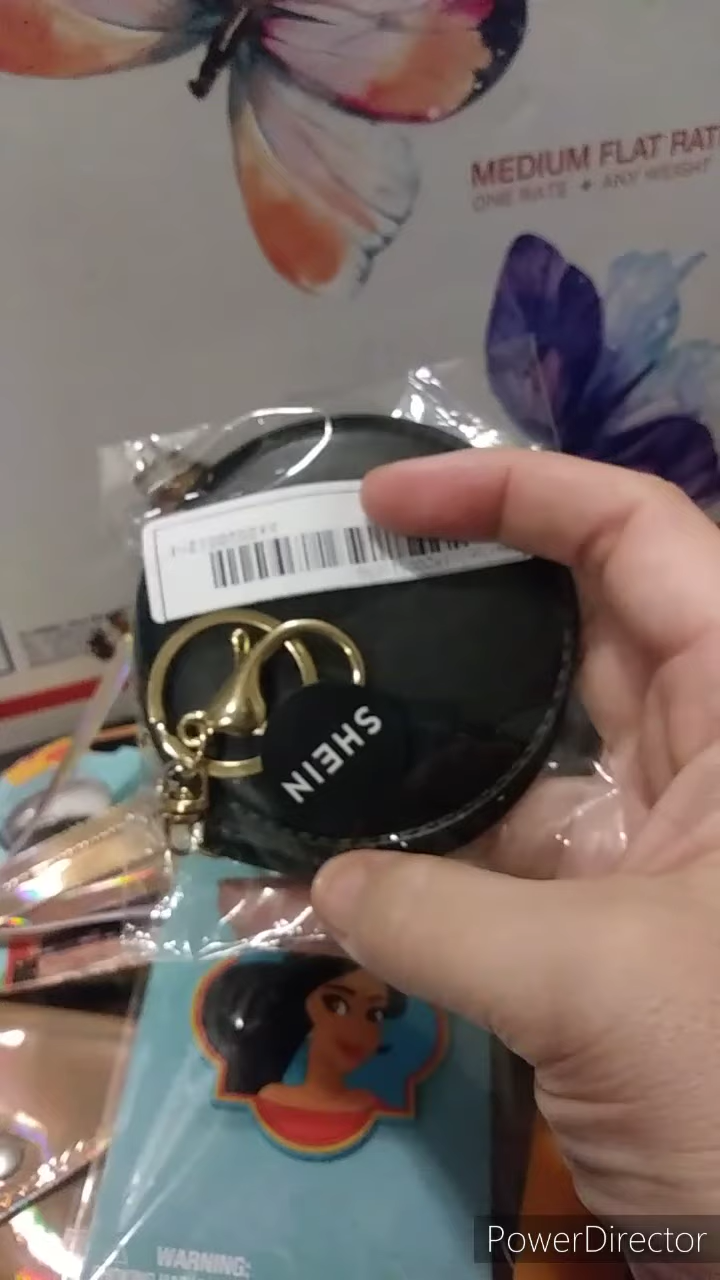 MEDIUM FLAT RAT
ONE RATE ✦ ANY WEIGHT
SHEIN
WARNING:
PowerDirector